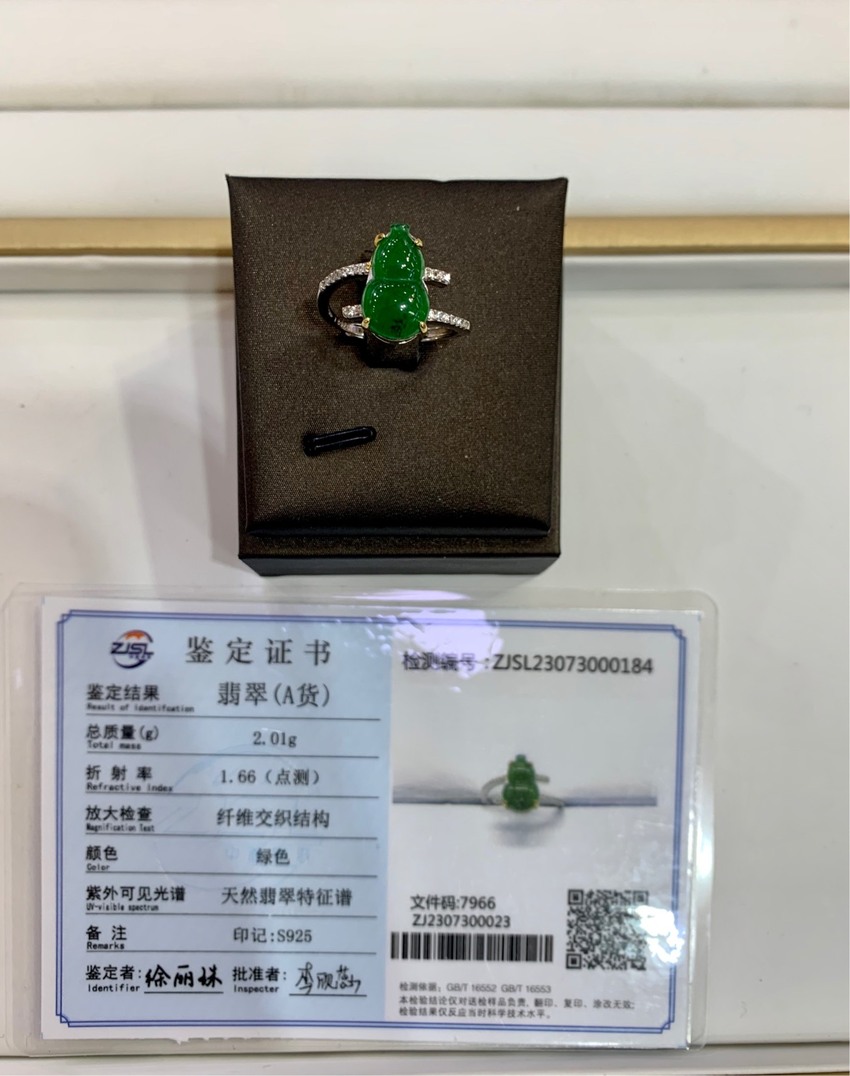 ZJSL
鉴定证书
鉴定结果 翡翠(A货)
Result of identification
总质量(g) 2.01g
Total mass
折射率 1.66(点测)
Refractive index
放大检查 纤维交织结构
Magnification Test
颜色 绿色
Color
紫外可见光谱 天然翡翠特征谱
UV-visible spectrum
备注 印记:S925
Remarks
鉴定者: 徐丽姝 批准者:
Identifier Inspector
检测编号:ZJSL23073000184
文件码:7966
ZJ2307300023
检测依据: GB/T 16552 GB/T 16553
本检验结论仅对送检样品负责, 翻印、复印、涂改无效;
检验结果仅反应当时科学技术水平。